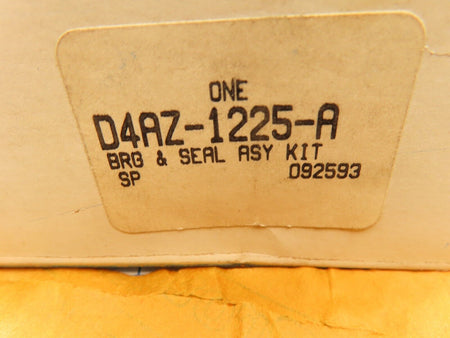 ONE
D4AZ-1225-A
BRG & SEAL ASY KIT
SP 092593